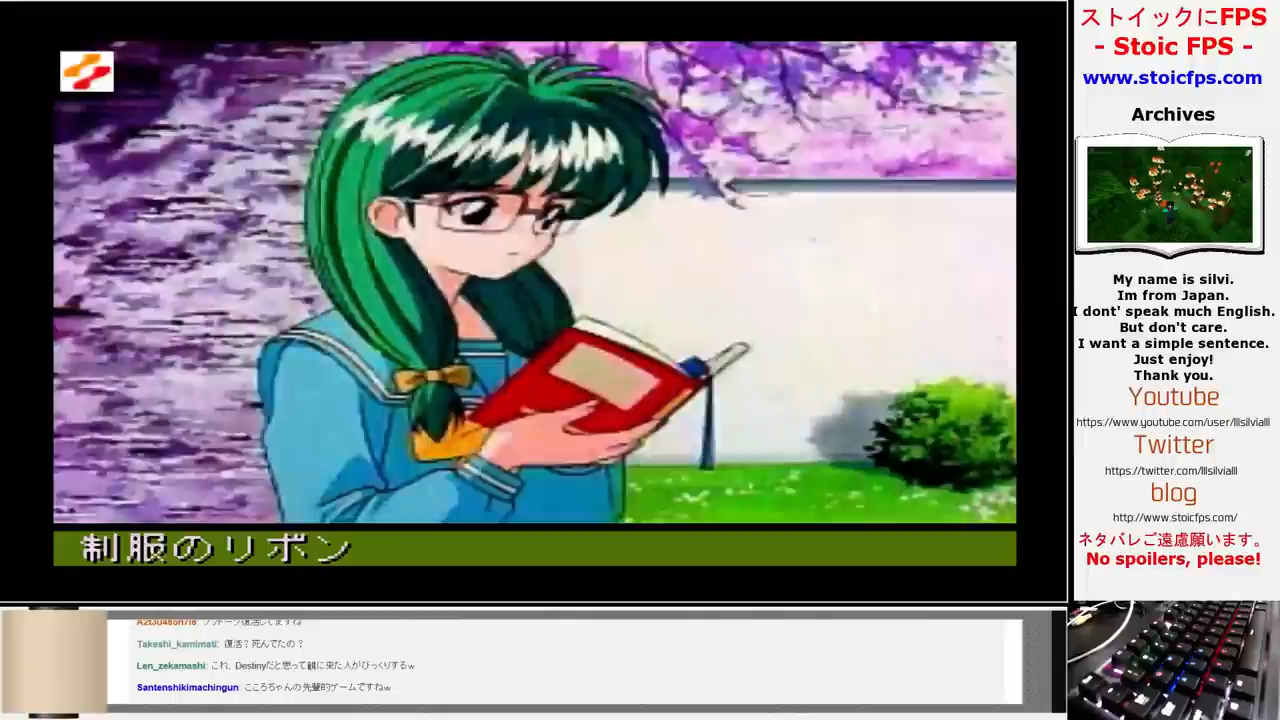 制服のリボン
ストイックにFPS
- Stoic FPS -
www.stoicfps.com
Archives
My name is silvi.
Im from Japan.
I dont' speak much English.
But don't care.
I want a simple sentence.
Just enjoy!
Thank you.
Youtube
https://www.youtube.com/user/lllsilvialll
Twitter
https://twitter.com/lllsilvialll
blog
http://www.stoicfps.com/
ネタバレご遠慮願います。
No spoilers, please!
Takeshi_kamimati: 復活？死んでたの？
Len_zekamashi: これ、Destinyだと思って観に来た人がびっくりするw
Santenshikimachingun: こころちゃんの先輩的ゲームですねw